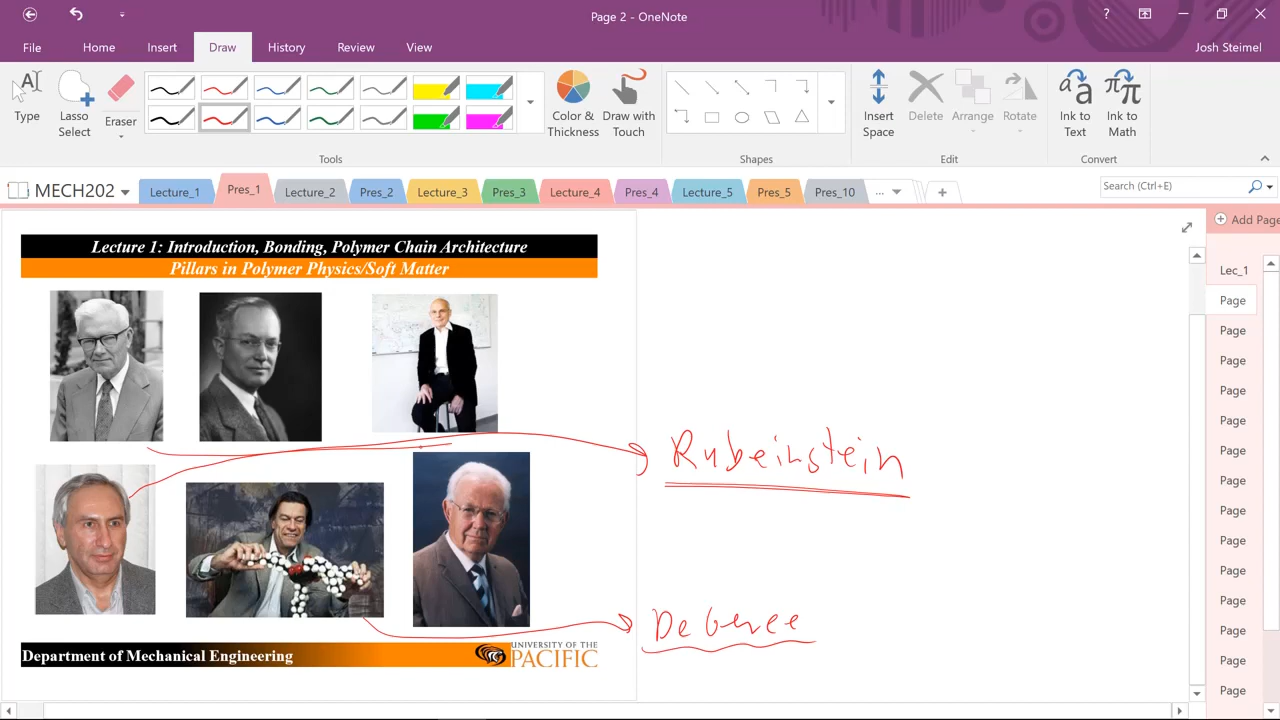 Page 2 - OneNote
?
File
Home
Insert
Draw
History
Review
View
Josh Steimel
Type
Lasso
Select
Eraser
Color &
Thickness
Draw with
Touch
Insert
Space
Delete
Arrange
Rotate
Ink to
Text
Ink to
Math
Tools
Shapes
Edit
Convert
MECH202
Lecture_1
Pres_1
Lecture_2
Pres_2
Lecture_3
Pres_3
Lecture_4
Pres_4
Lecture_5
Pres_5
Pres_10
...
Search (Ctrl+E)
Add Page
Lec_1
Page
Page
Page
Page
Page
Page
Page
Page
Page
Page
Page
Page
Page
Page
Lecture 1: Introduction, Bonding, Polymer Chain Architecture
Pillars in Polymer Physics/Soft Matter
Rubeinstein
Department of Mechanical Engineering
UNIVERSITY OF THE
PACIFIC